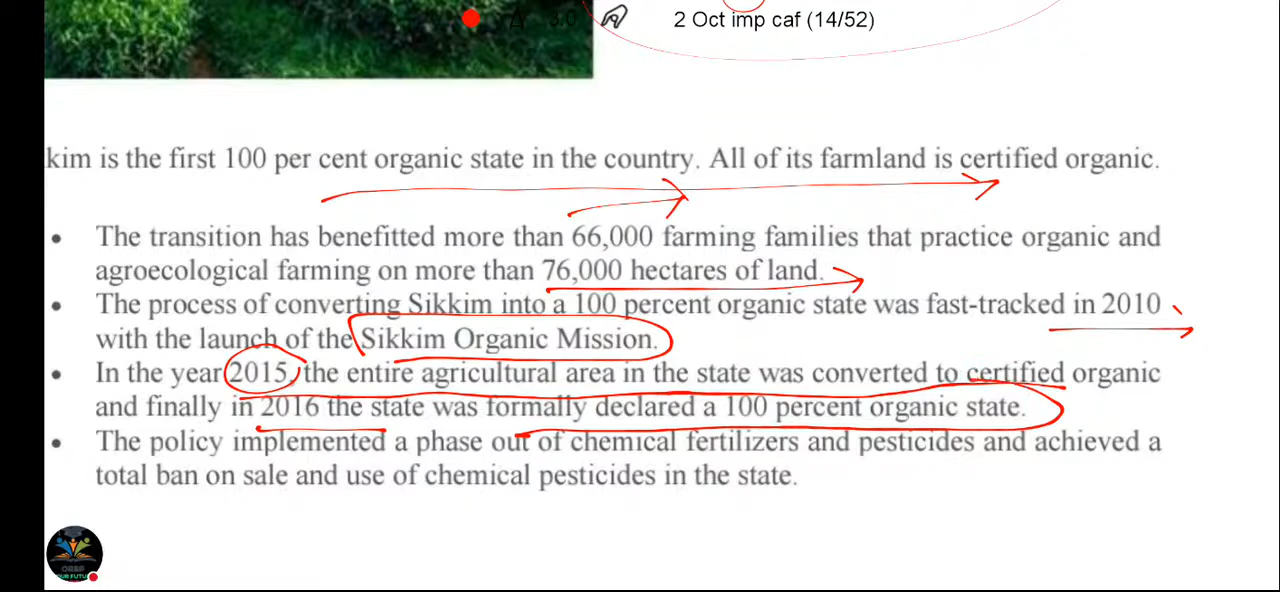 3.0 2 Oct imp caf (14/52)
kim is the first 100 per cent organic state in the country. All of its farmland is certified organic.
• The transition has benefitted more than 66,000 farming families that practice organic and
agroecological farming on more than 76,000 hectares of land.
• The process of converting Sikkim into a 100 percent organic state was fast-tracked in 2010
with the launch of the Sikkim Organic Mission.
• In the year 2015, the entire agricultural area in the state was converted to certified organic
and finally in 2016 the state was formally declared a 100 percent organic state.
• The policy implemented a phase out of chemical fertilizers and pesticides and achieved a
total ban on sale and use of chemical pesticides in the state.